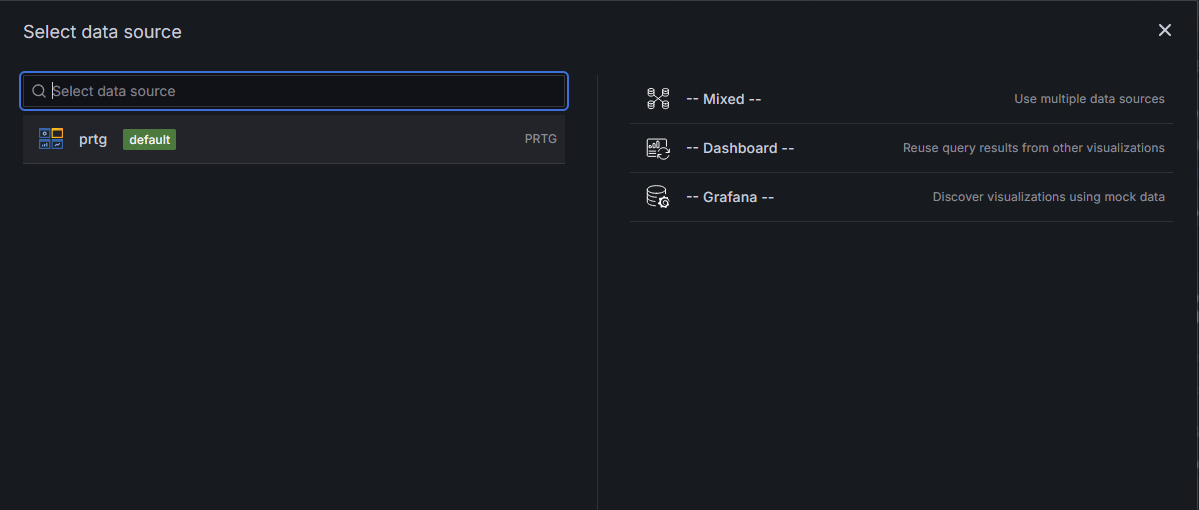 Select data source
Select data source
prtg default PRTG
-- Mixed -- Use multiple data sources
-- Dashboard -- Reuse query results from other visualizations
-- Grafana -- Discover visualizations using mock data